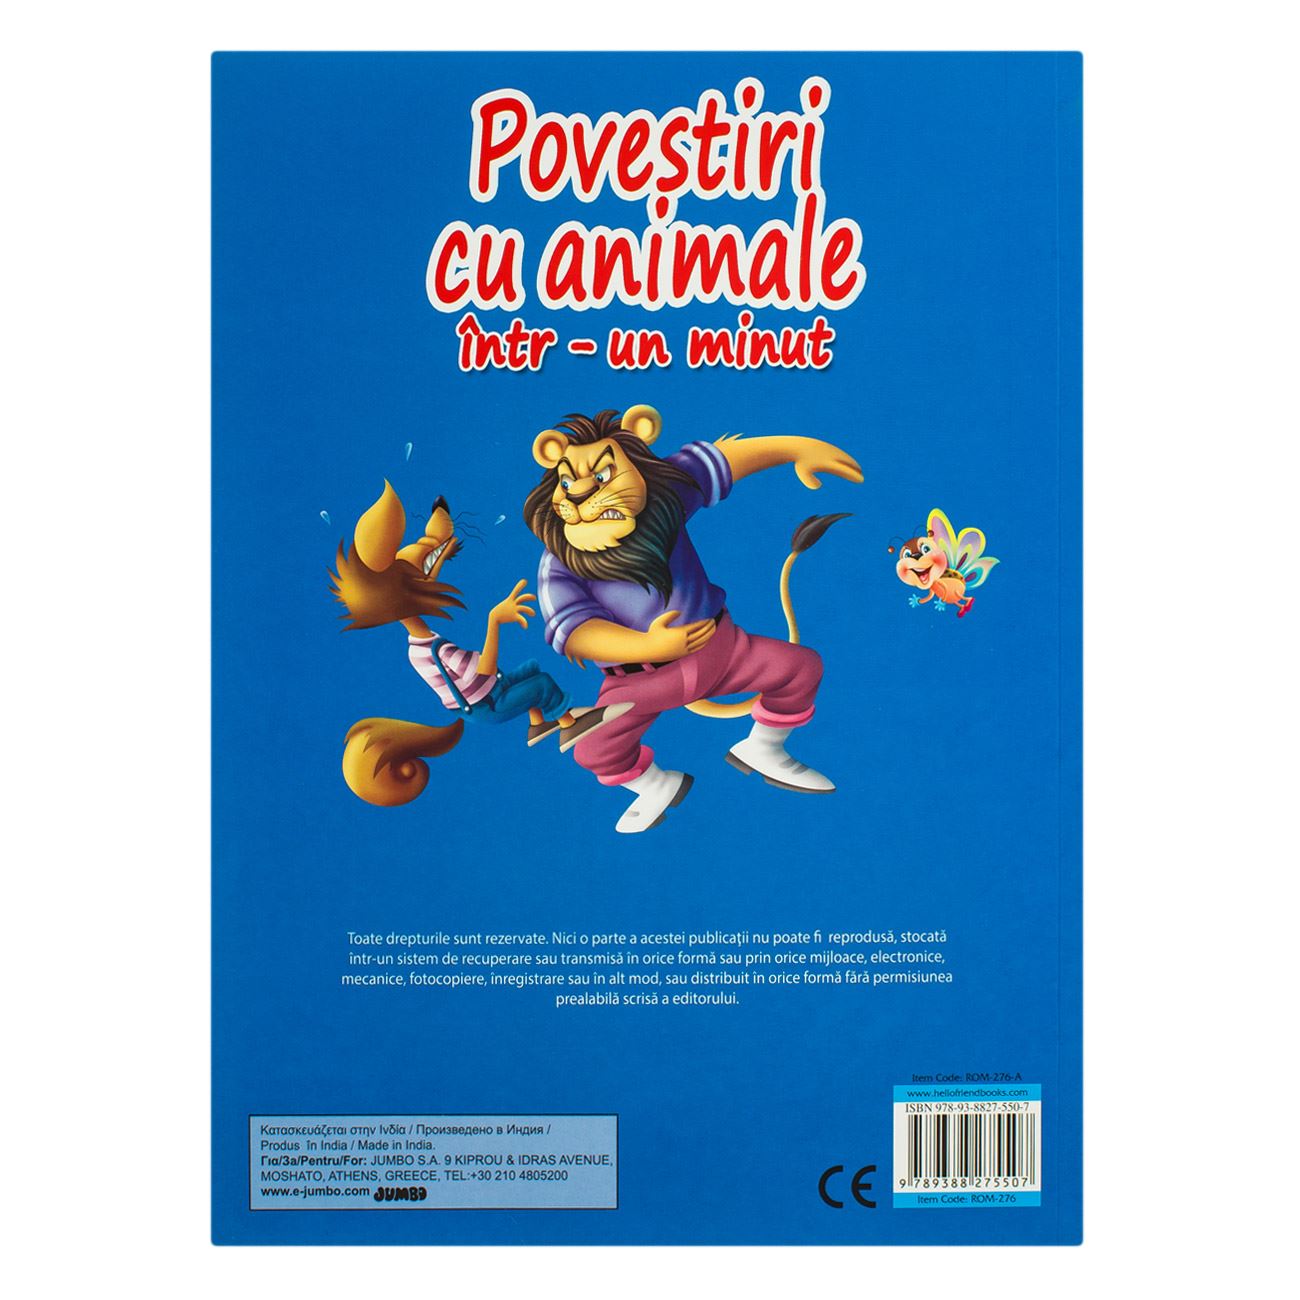 Povești​ri
cu animale
într - un minut
Toate drepturile sunt rezervate. Nici o parte a acestei publicații nu poate fi reprodusă, stocată
într-un sistem de recuperare sau transmisă în orice formă sau prin orice mijloace, electronice,
mecanice, fotocopiere, înregistrare sau în alt mod, sau distribuit în orice formă fără permisiunea
prealabilă scrisă a editorului.
Κατασκευάζεται στην Ινδία / Произведено в Индия /
Produs în India / Made in India.
Για/За/Pentru/For: JUMBO S.A. 9 KIPROU & IDRAS AVENUE,
MOSHATO, ATHENS, GREECE, TEL:+30 210 4805200
www.e-jumbo.com JUMBO
CE
Item Code: ROM-276-A
www.hellofriendbooks.com
ISBN 978-93-8827-550-7
9 789388 275507
Item Code: ROM-276